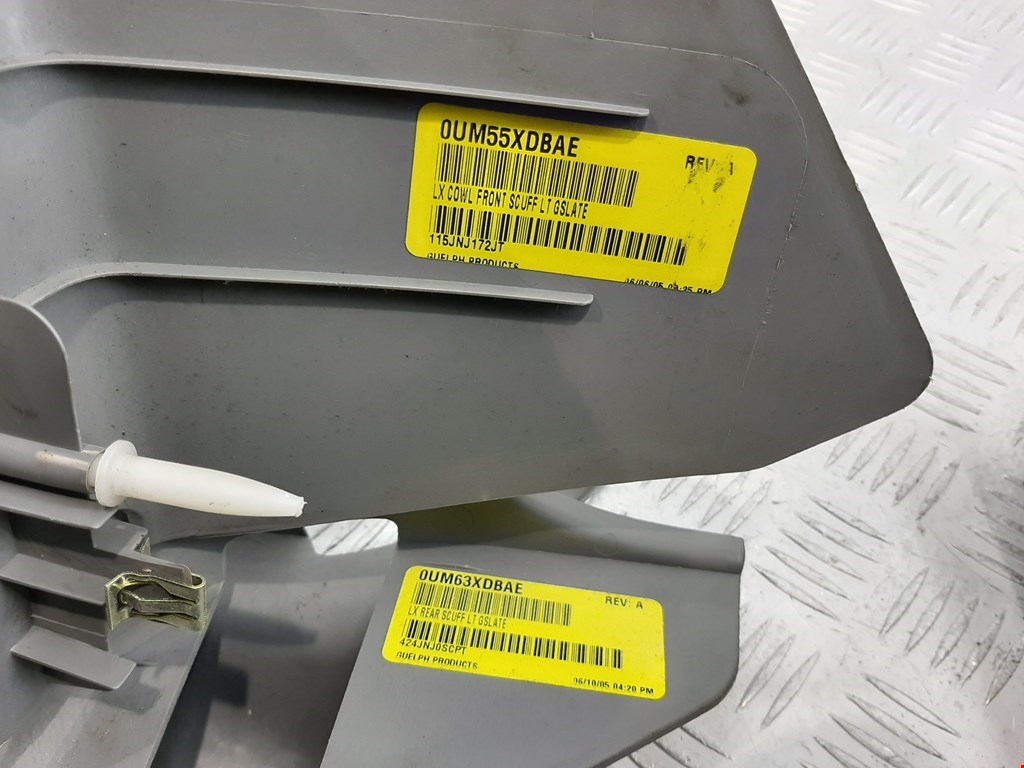 0UM55XDBAE
REV: A
LX COWL FRONT SCUFF LT GSLATE
115JNJ172JT
GUELPH PRODUCTS
0UM63XDBAE
REV: A
LX REAR SCUFF LT GSLATE
424JNJ0SCPT
GUELPH PRODUCTS
06/10/05 04:20 PM